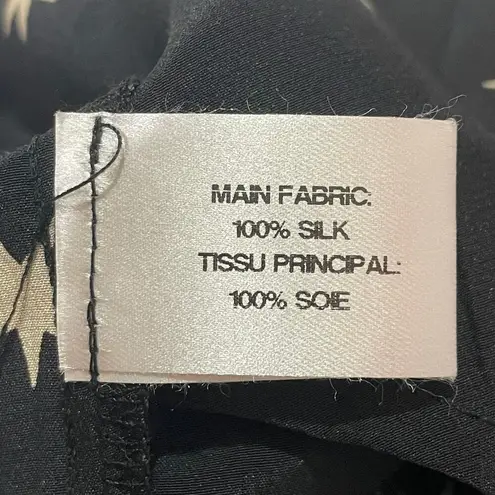 MAIN FABRIC:
100% SILK
TISSU PRINCIPAL:
100% SOIE